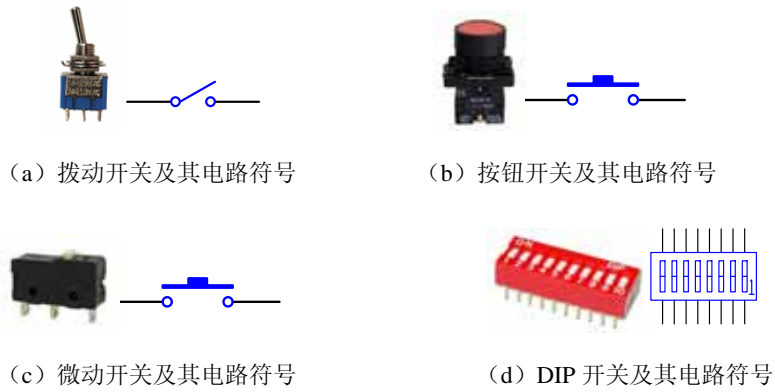 （a）拨动开关及其电路符号
（b）按钮开关及其电路符号
（c）微动开关及其电路符号
1
（d）DIP 开关及其电路符号